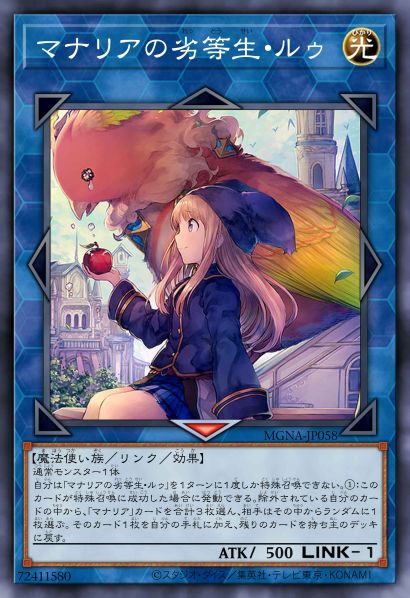 マナリアの劣等生・ルゥ
光
MGNA-JP058
【魔法使い族／リンク／効果】
通常モンスター1体
自分は「マナリアの劣等生・ルゥ」を1ターンに1度しか特殊召喚できない。①：この
カードが特殊召喚に成功した場合に発動できる。除外されている自分のカー
ドの中から、「マナリア」カードを合計3枚選ん、相手はその中からランダムに1
枚選ぶ。そのカード1枚を自分の手札に加え、残りのカードを持ち主のデッキ
に戻す。
ATK/ 500 LINK-1
72411580
©スタジオ・ダイス／集英社・テレビ東京・KONAMI